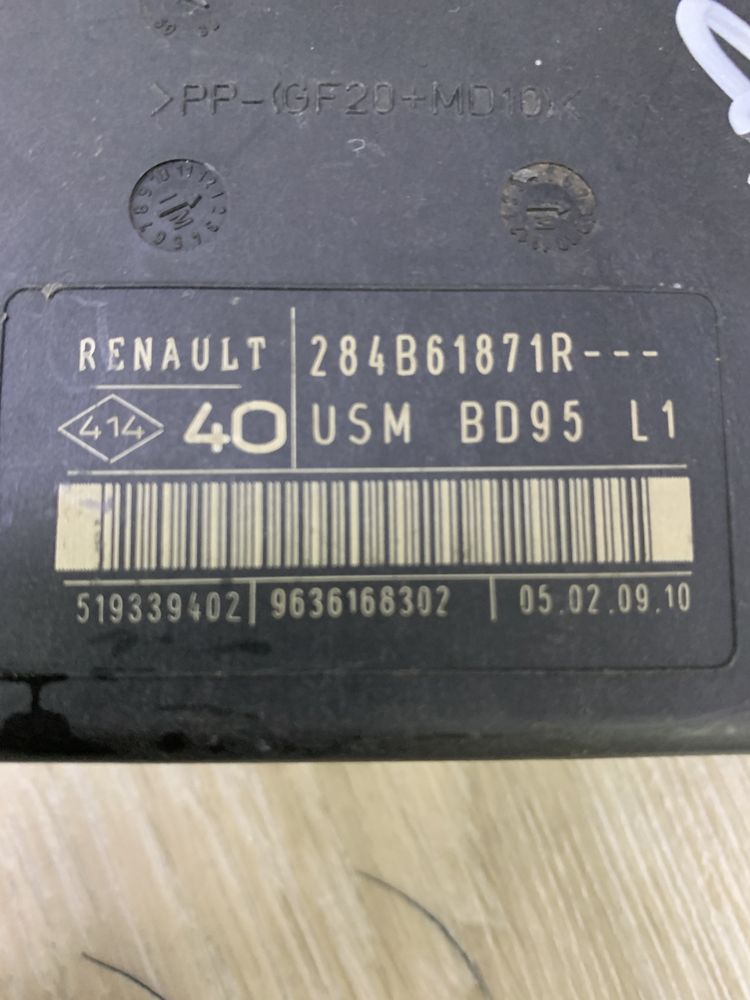 >PP-(GF20+MD10)<
RENAULT
284B61871R---
414
40
USM BD95 L1
519339402
9636168302
05.02.09.10